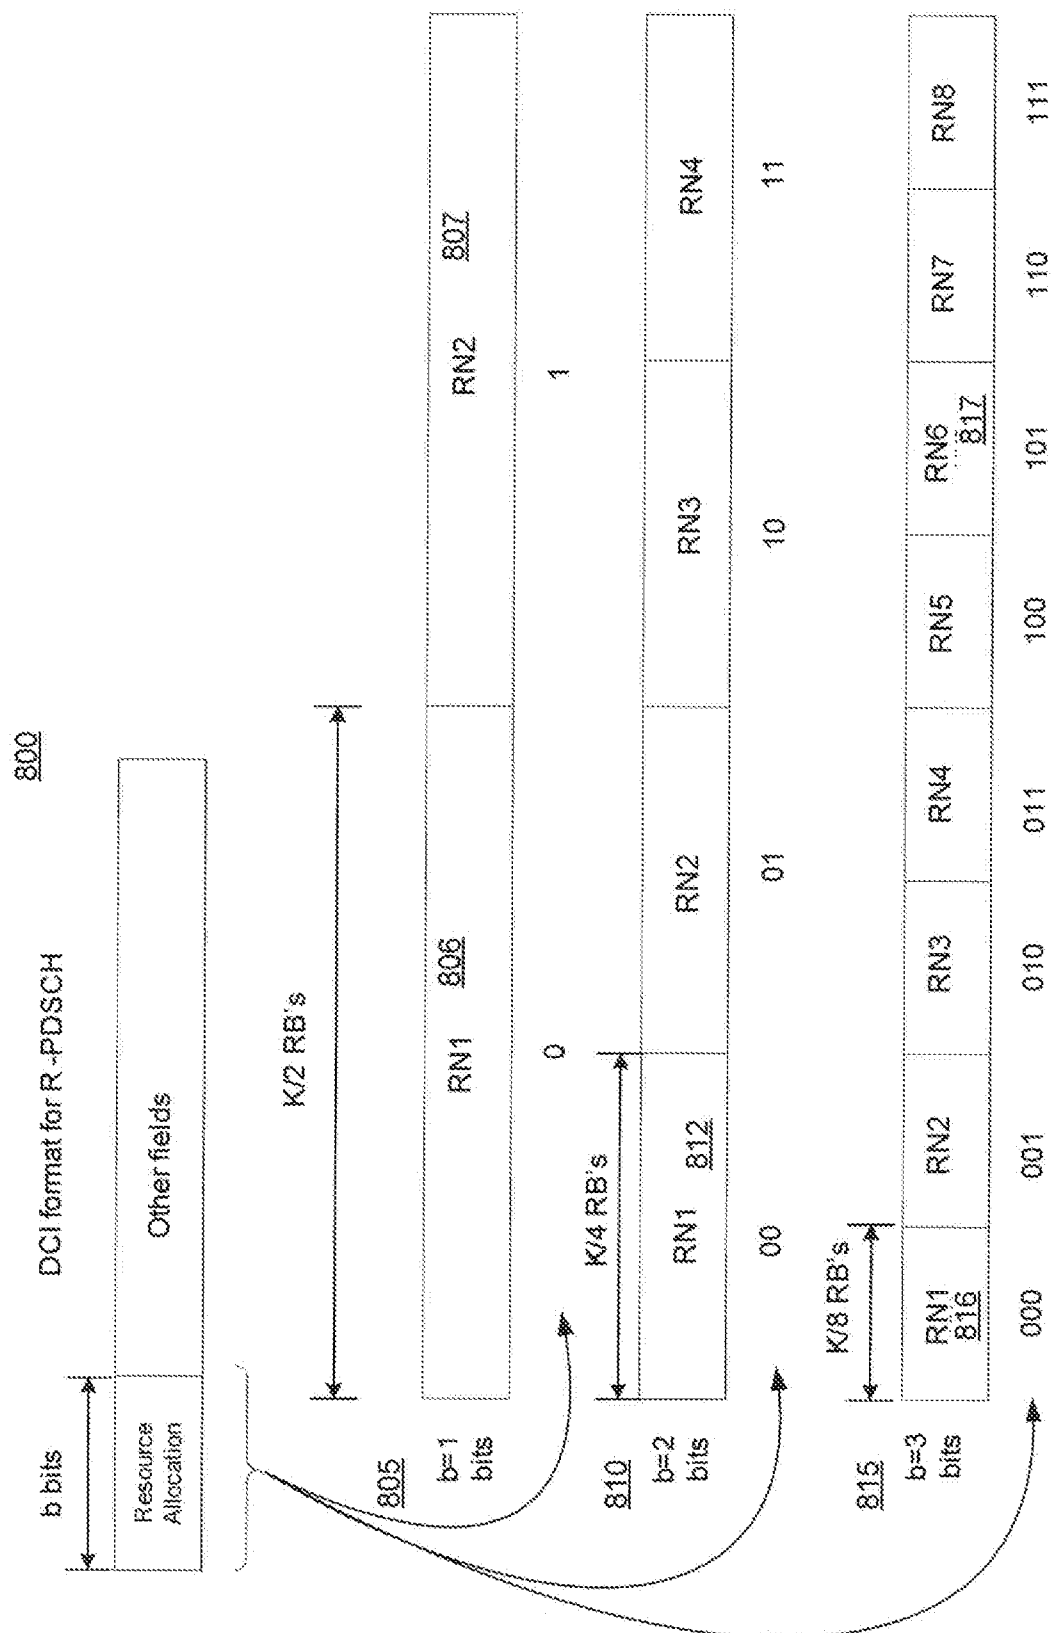 800
DCI format for R-PDSCH
b bits
Resource
Allocation
Other fields
K/2 RB's
805
b=1
bits
RN1
806
RN2
807
0
1
K/4 RB's
810
b=2
bits
RN1
812
RN2
RN3
RN4
00
01
10
11
K/8 RB's
815
b=3
bits
RN1
816
RN2
RN3
RN4
RN5
RN6
817
RN7
RN8
000
001
010
011
100
101
110
111